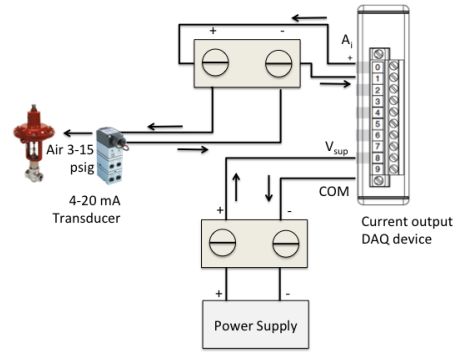 + -
A i
+
0
1
2
3
4
5
6
7
8
9
Air 3-15
psig
4-20 mA
Transducer
V sup
COM
+ -
Current output
DAQ device
+ -
Power Supply